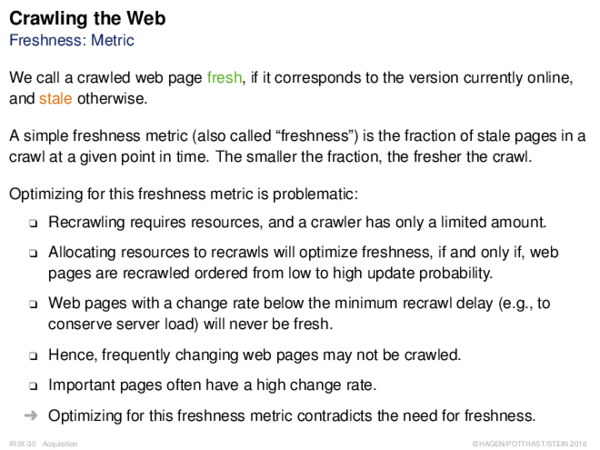 Crawling the Web
Freshness: Metric
We call a crawled web page fresh, if it corresponds to the version currently online,
and stale otherwise.
A simple freshness metric (also called “freshness”) is the fraction of stale pages in a
crawl at a given point in time. The smaller the fraction, the fresher the crawl.
Optimizing for this freshness metric is problematic:
❑ Recrawling requires resources, and a crawler has only a limited amount.
❑ Allocating resources to recrawls will optimize freshness, if and only if, web
pages are recrawled ordered from low to high update probability.
❑ Web pages with a change rate below the minimum recrawl delay (e.g., to
conserve server load) will never be fresh.
❑ Hence, frequently changing web pages may not be crawled.
❑ Important pages often have a high change rate.
➜ Optimizing for this freshness metric contradicts the need for freshness.
IR:IX-30 Acquisition ©HAGEN/POTTHAST/STEIN 2018